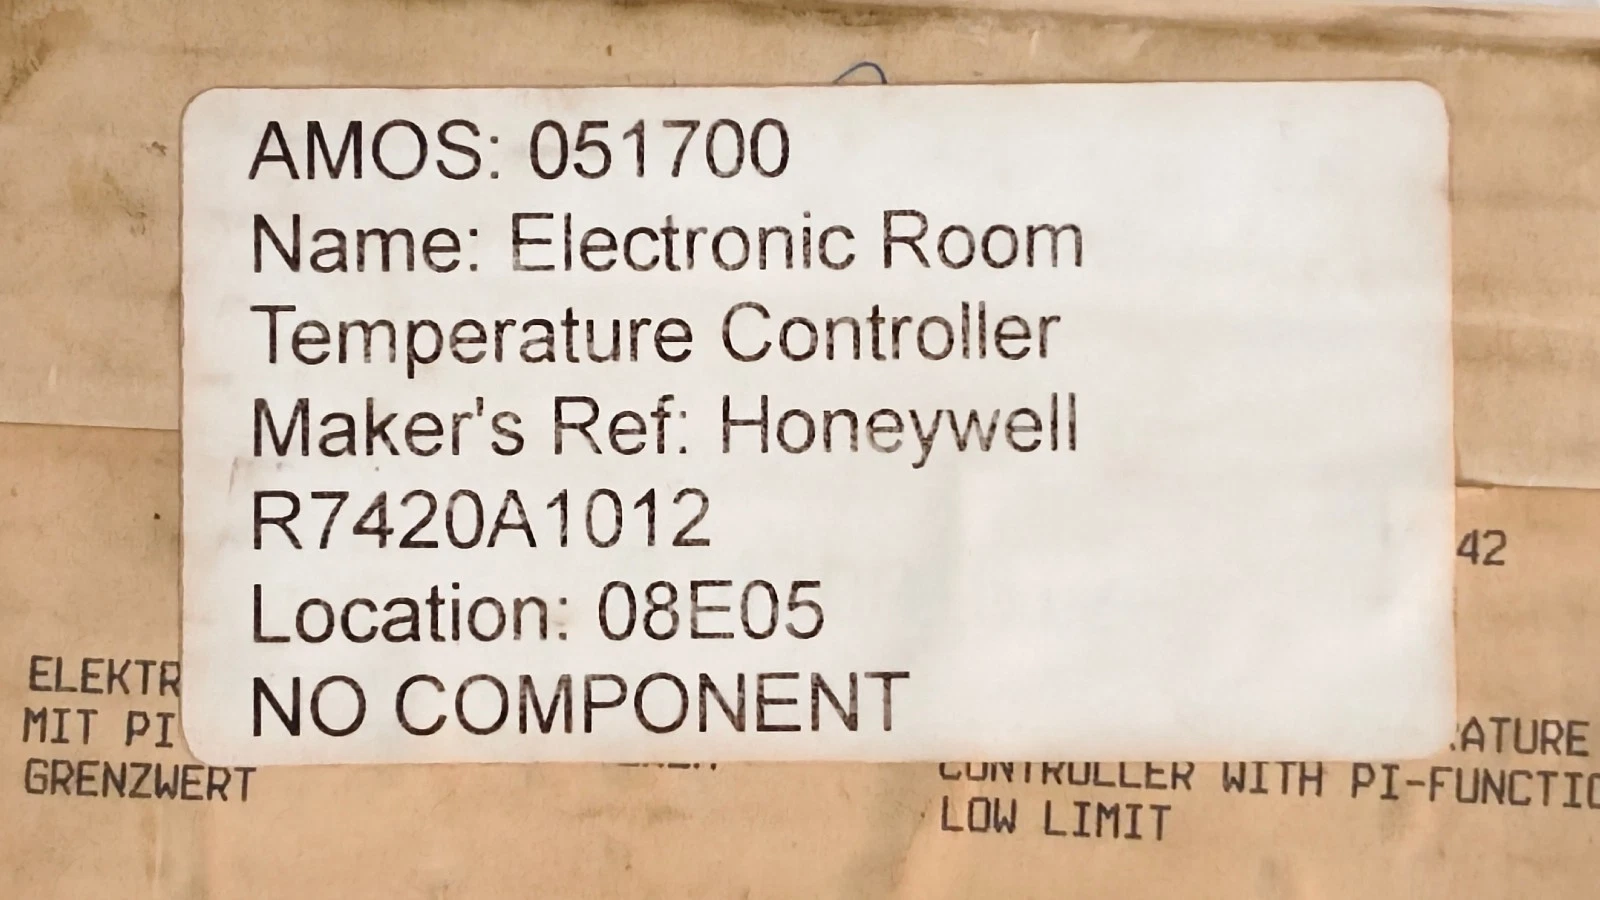 AMOS: 051700
Name: Electronic Room
Temperature Controller
Maker's Ref: Honeywell
R7420A1012
Location: 08E05
NO COMPONENT
42
ELEKTR
MIT PI
GRENZWERT
ATURE
CONTROLLER WITH PI-FUNCTIO
LOW LIMIT